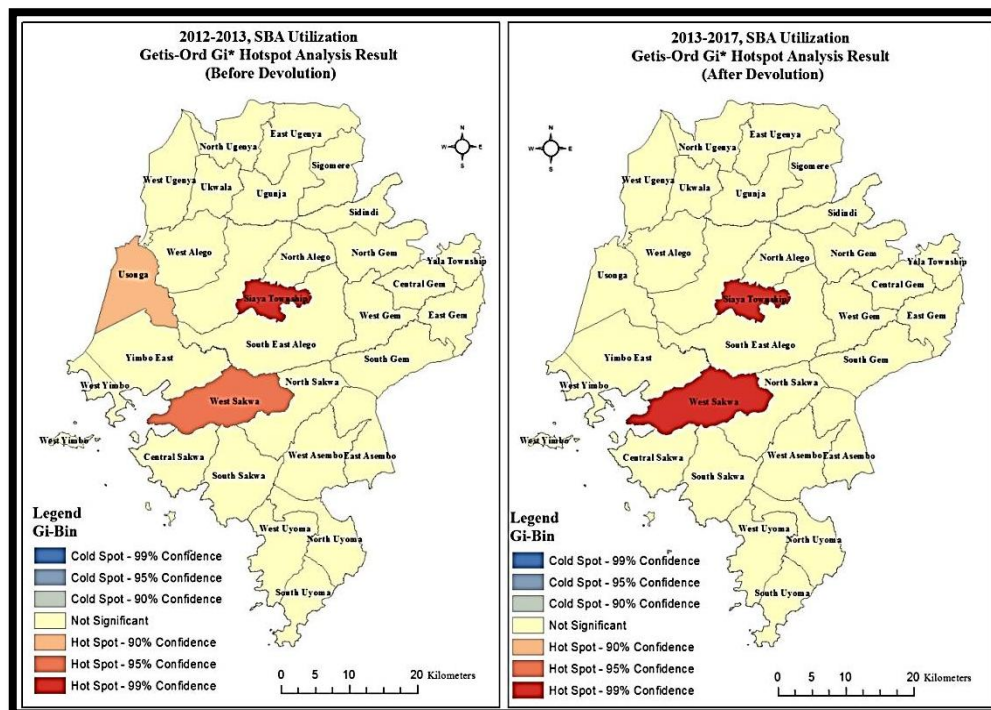 2012-2013, SBA Utilization
Getis-Ord Gi* Hotspot Analysis Result
(Before Devolution)
N
W E
S
East Ugenya
North Ugenya
Sigomere
West Ugenya
Ukwala
Ugunja
Sidindi
West Alego
North Alego
North Gem
Yala Township
Usonga
Central Gem
Siaya Township
West Gem
East Gem
South East Alego
Yimbo East
South Gem
West Yimbo
North Sakwa
West Sakwa
West Yimbo
Central Sakwa
West Asembo
East Asembo
South Sakwa
West Uyoma
North Uyoma
South Uyoma
Legend
Gi-Bin
Cold Spot - 99% Confidence
Cold Spot - 95% Confidence
Cold Spot - 90% Confidence
Not Significant
Hot Spot - 90% Confidence
Hot Spot - 95% Confidence
Hot Spot - 99% Confidence
0 5 10 20 Kilometers
2013-2017, SBA Utilization
Getis-Ord Gi* Hotspot Analysis Result
(After Devolution)
N
W E
S
East Ugenya
North Ugenya
Sigomere
West Ugenya
Ukwala
Ugunja
Sidindi
West Alego
North Alego
North Gem
Yala Township
Usonga
Central Gem
Siaya Township
West Gem
East Gem
South East Alego
Yimbo East
South Gem
West Yimbo
North Sakwa
West Sakwa
West Yimbo
Central Sakwa
West Asembo
East Asembo
South Sakwa
West Uyoma
North Uyoma
South Uyoma
Legend
Gi-Bin
Cold Spot - 99% Confidence
Cold Spot - 95% Confidence
Cold Spot - 90% Confidence
Not Significant
Hot Spot - 90% Confidence
Hot Spot - 95% Confidence
Hot Spot - 99% Confidence
0 5 10 20 Kilometers